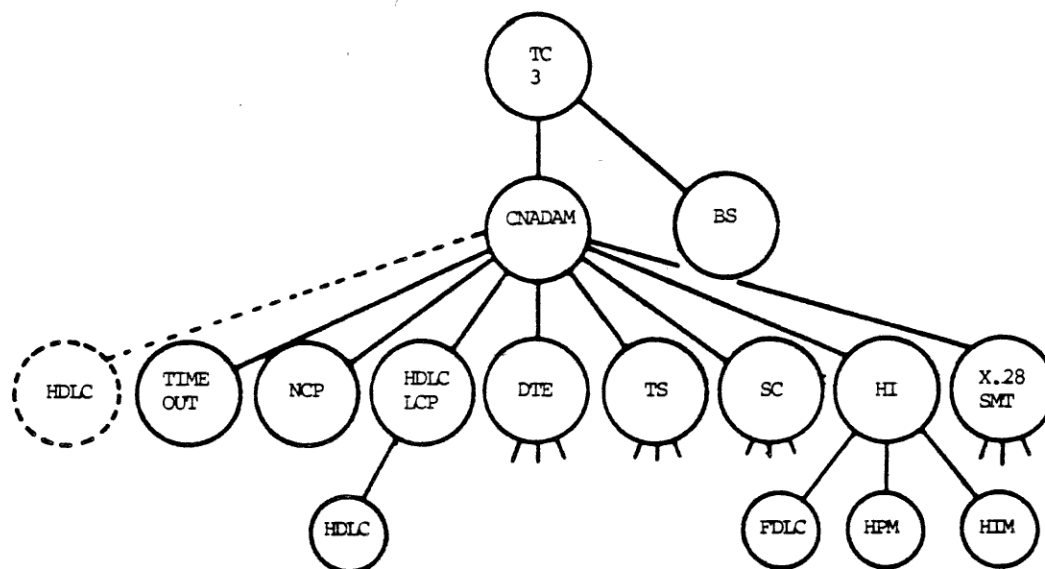 TC
3
CNADAM
BS
HDLC
TIME
OUT
NCP
HDLC
LCP
DTE
TS
SC
HI
X.28
SMT
HDLC
FDLC
HPM
HIM